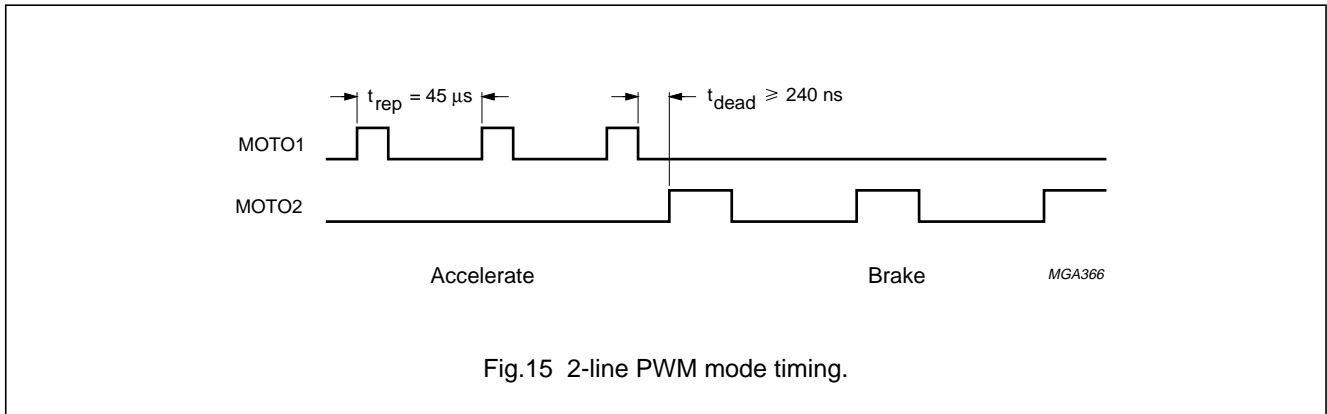 t_rep = 45 μs
t_dead ⩾ 240 ns
MOTO1
MOTO2
Accelerate
Brake
MGA366
Fig.15 2-line PWM mode timing.